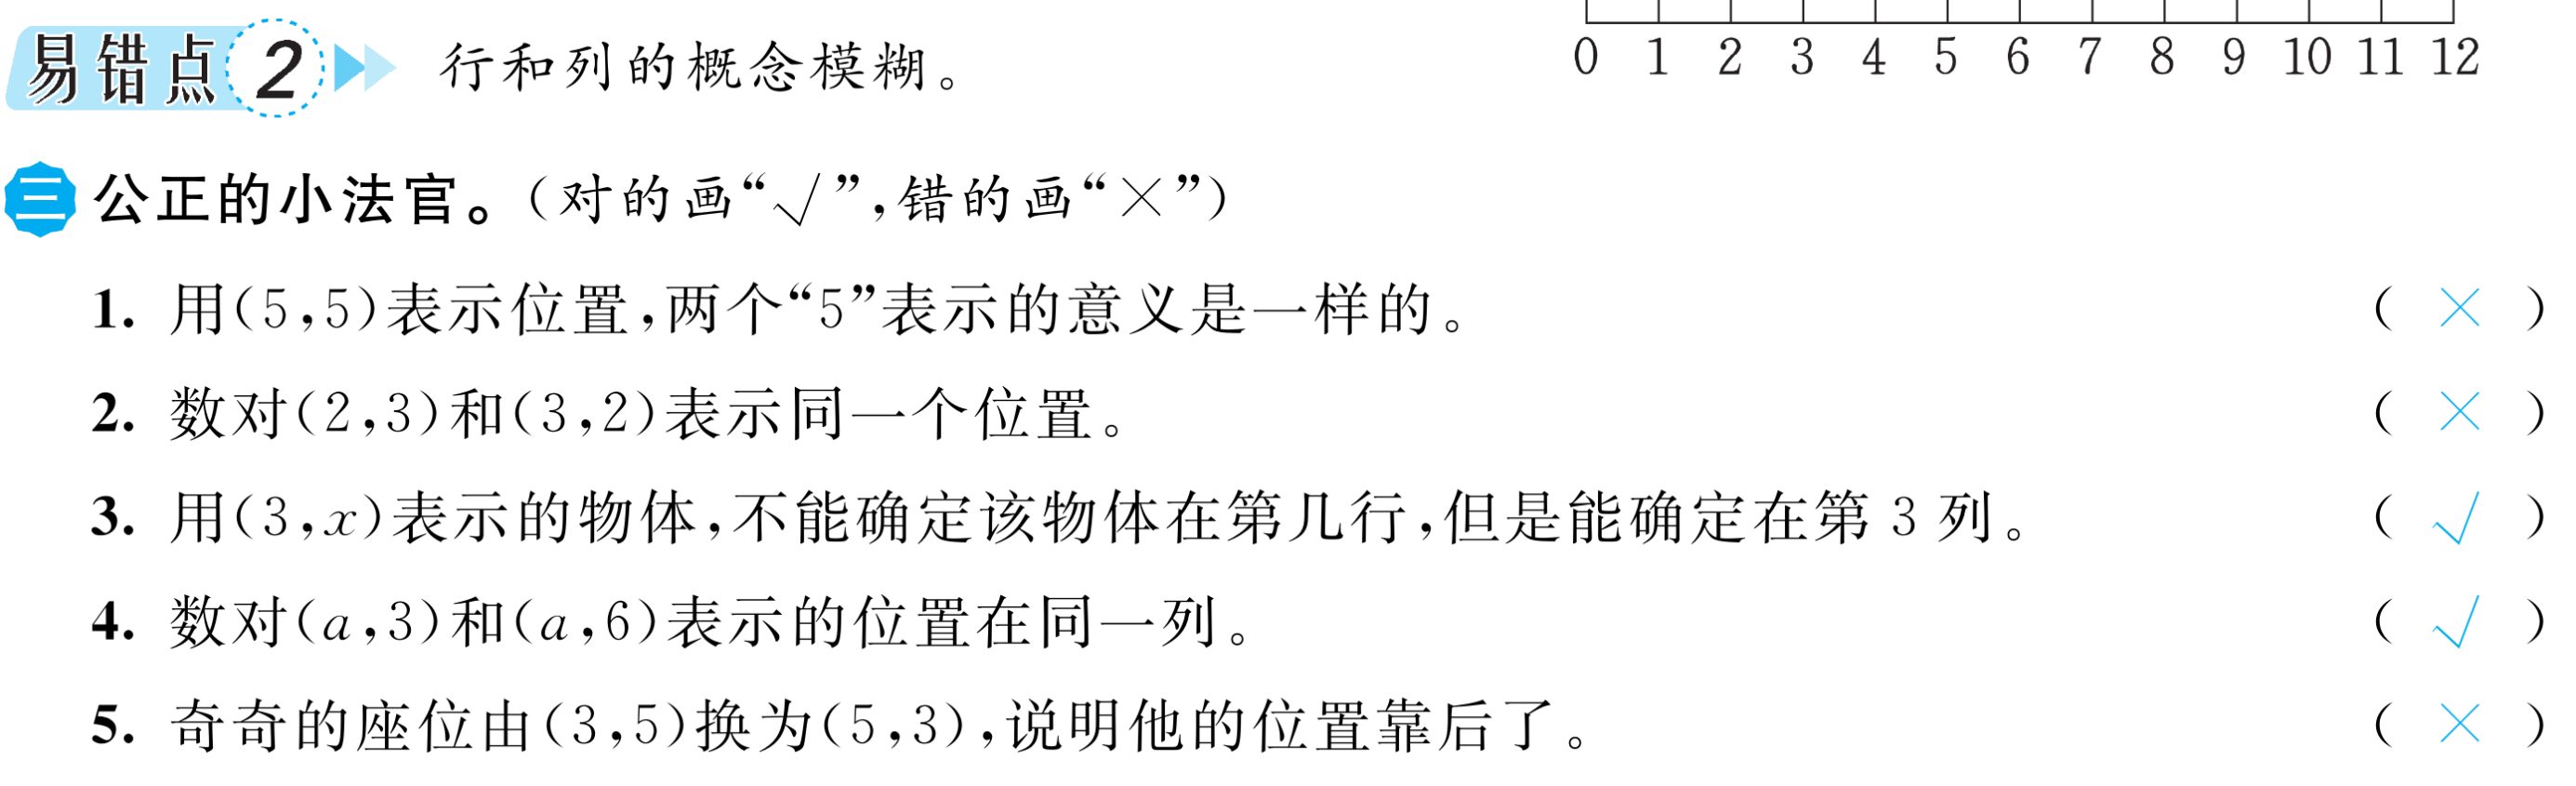 0 1 2 3 4 5 6 7 8 9 10 11 12
易错点2 行和列的概念模糊。
三 公正的小法官。(对的画“√”,错的画“×”)
1. 用(5,5)表示位置,两个“5”表示的意义是一样的。 ( × )
2. 数对(2,3)和(3,2)表示同一个位置。 ( × )
3. 用(3,x)表示的物体,不能确定该物体在第几行,但是能确定在第 3 列。 ( √ )
4. 数对(a,3)和(a,6)表示的位置在同一列。 ( √ )
5. 奇奇的座位由(3,5)换为(5,3),说明他的位置靠后了。 ( × )